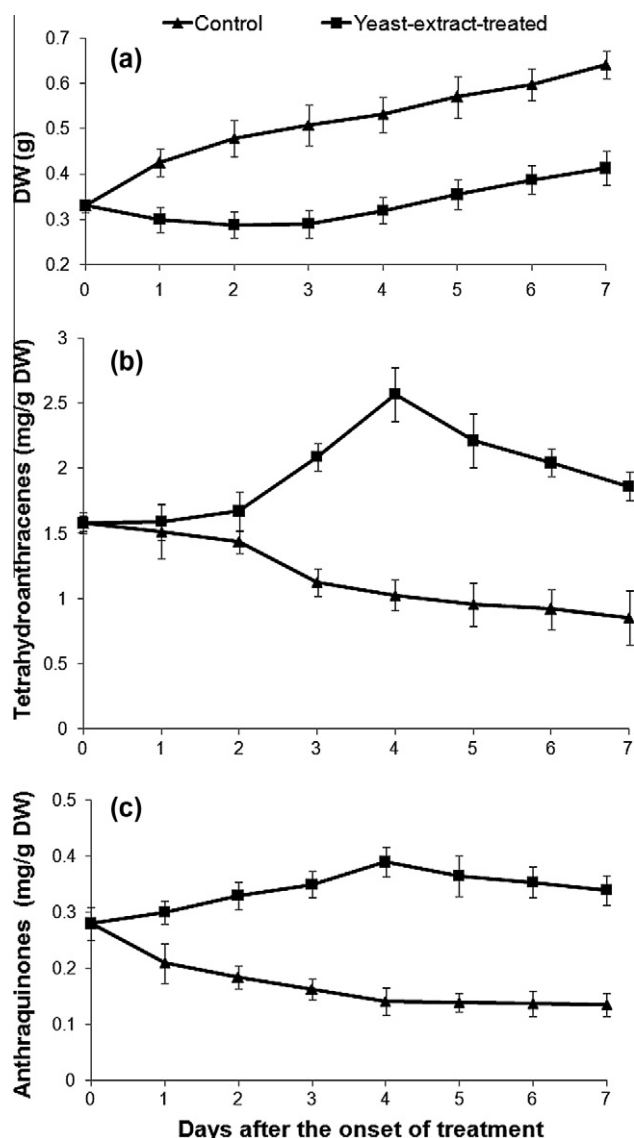 Control Yeast-extract-treated
(a)
DW (g)
0.7
0.6
0.5
0.4
0.3
0.2
0 1 2 3 4 5 6 7
(b)
Tetrahydroanthracenes (mg/g DW)
3
2.5
2
1.5
1
0.5
0
0 1 2 3 4 5 6 7
(c)
Anthraquinones (mg/g DW)
0.5
0.4
0.3
0.2
0.1
0
0 1 2 3 4 5 6 7
Days after the onset of treatment